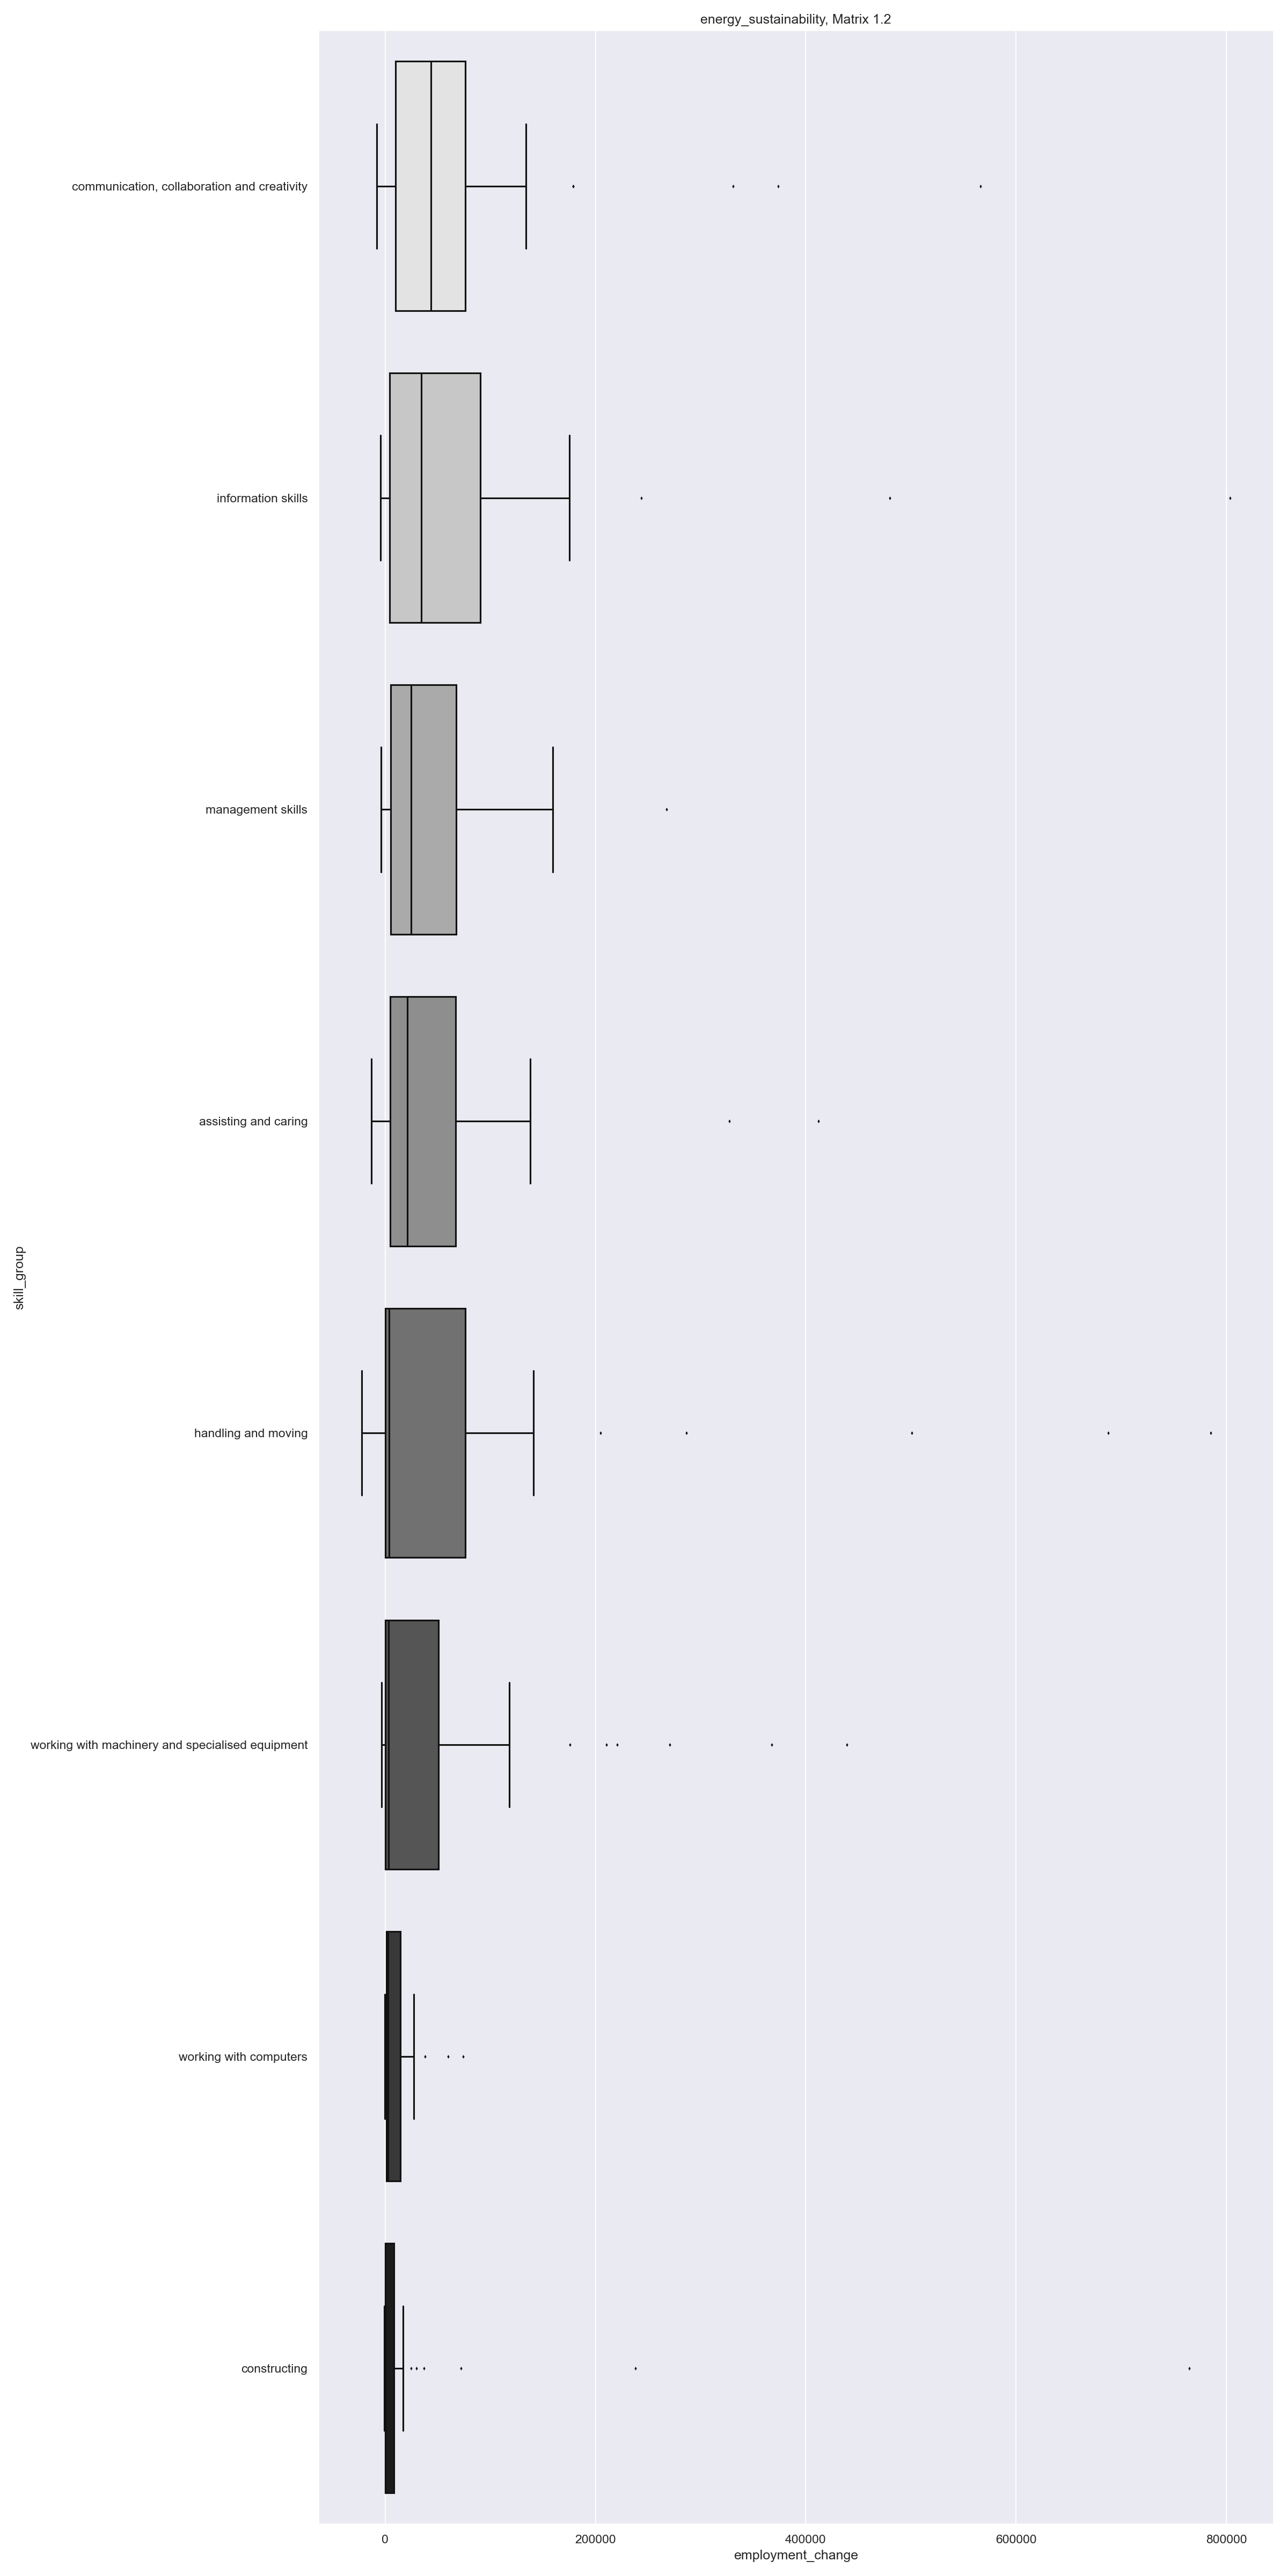 energy_sustainability, Matrix 1.2
communication, collaboration and creativity
information skills
management skills
assisting and caring
skill_group
handling and moving
working with machinery and specialised equipment
working with computers
constructing
0 200000 400000 600000 800000
employment_change